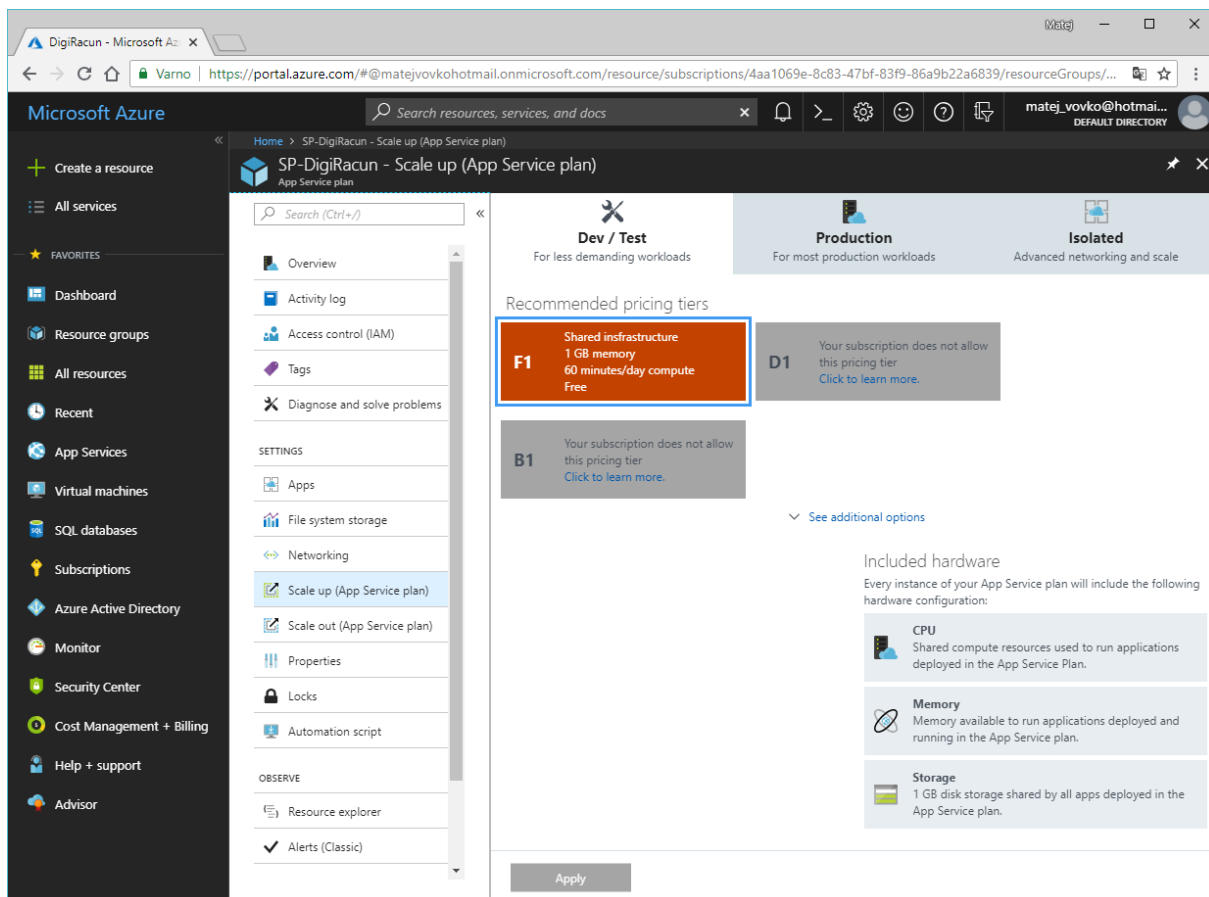 Matej
DigiRacun - Microsoft Az
Varno
https://portal.azure.com/#@matejvovkohotmail.onmicrosoft.com/resource/subscriptions/4aa1069e-8c83-47bf-83f9-86a9b22a6839/resourceGroups/...
Microsoft Azure
Search resources, services, and docs
matej_vovko@hotmai...
DEFAULT DIRECTORY
Home > SP-DigiRacun - Scale up (App Service plan)
SP-DigiRacun - Scale up (App Service plan)
App Service plan
Create a resource
All services
FAVORITES
Dashboard
Resource groups
All resources
Recent
App Services
Virtual machines
SQL databases
Subscriptions
Azure Active Directory
Monitor
Security Center
Cost Management + Billing
Help + support
Advisor
Search (Ctrl+/)
Overview
Activity log
Access control (IAM)
Tags
Diagnose and solve problems
SETTINGS
Apps
File system storage
Networking
Scale up (App Service plan)
Scale out (App Service plan)
Properties
Locks
Automation script
OBSERVE
Resource explorer
Alerts (Classic)
Dev / Test
For less demanding workloads
Production
For most production workloads
Isolated
Advanced networking and scale
Recommended pricing tiers
F1
Shared insfrastructure
1 GB memory
60 minutes/day compute
Free
D1
Your subscription does not allow
this pricing tier
Click to learn more.
B1
Your subscription does not allow
this pricing tier
Click to learn more.
See additional options
Included hardware
Every instance of your App Service plan will include the following
hardware configuration:
CPU
Shared compute resources used to run applications
deployed in the App Service Plan.
Memory
Memory available to run applications deployed and
running in the App Service plan.
Storage
1 GB disk storage shared by all apps deployed in the
App Service plan.
Apply